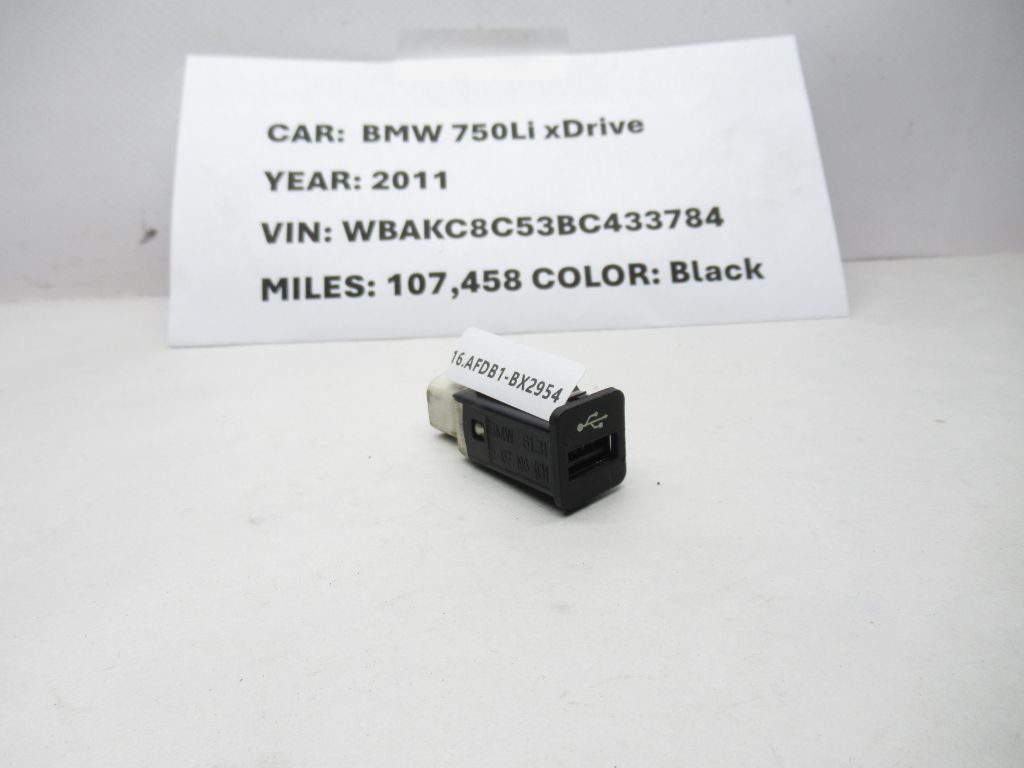 CAR: BMW 750Li xDrive
YEAR: 2011
VIN: WBAKC8C53BC433784
MILES: 107,458 COLOR: Black
16.AFDB1-BX2954
BMW